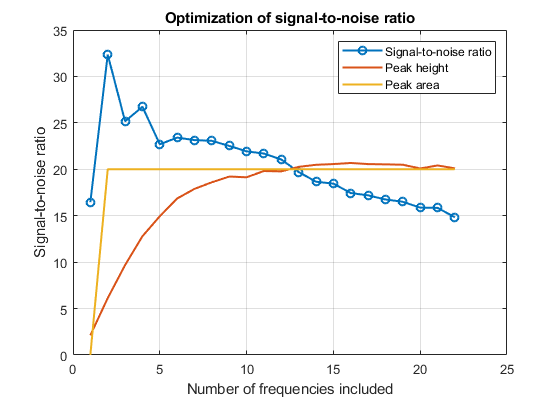 Optimization of signal-to-noise ratio
Signal-to-noise ratio
Peak height
Peak area
35
30
25
20
15
10
5
0
Signal-to-noise ratio
0 5 10 15 20 25
Number of frequencies included